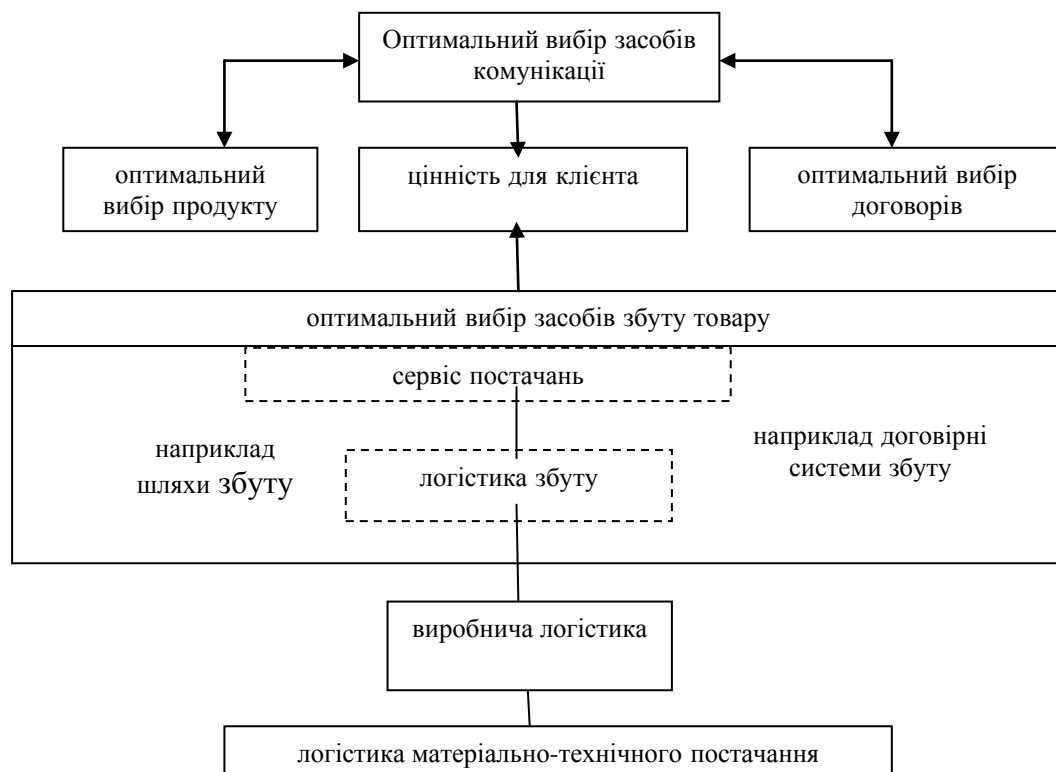 Оптимальний вибір засобів
комунікації
оптимальний
вибір продукту
цінність для клієнта
оптимальний вибір
договорів
оптимальний вибір засобів збуту товару
сервіс постачань
наприклад
шляхи збуту
логістика збуту
наприклад договірні
системи збуту
виробнича логістика
логістика матеріально-технічного постачання